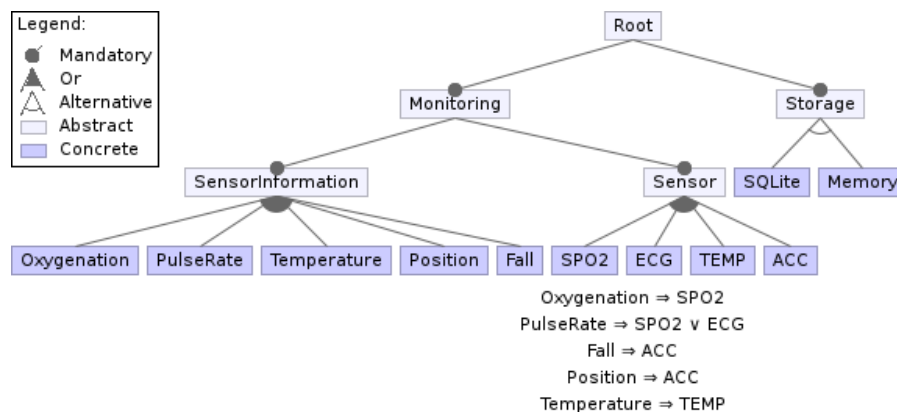 Legend:
Mandatory
Or
Alternative
Abstract
Concrete
Root
Monitoring
Storage
SensorInformation
Sensor
SQLite
Memory
Oxygenation
PulseRate
Temperature
Position
Fall
SPO2
ECG
TEMP
ACC
Oxygenation ⇒ SPO2
PulseRate ⇒ SPO2 ∨ ECG
Fall ⇒ ACC
Position ⇒ ACC
Temperature ⇒ TEMP